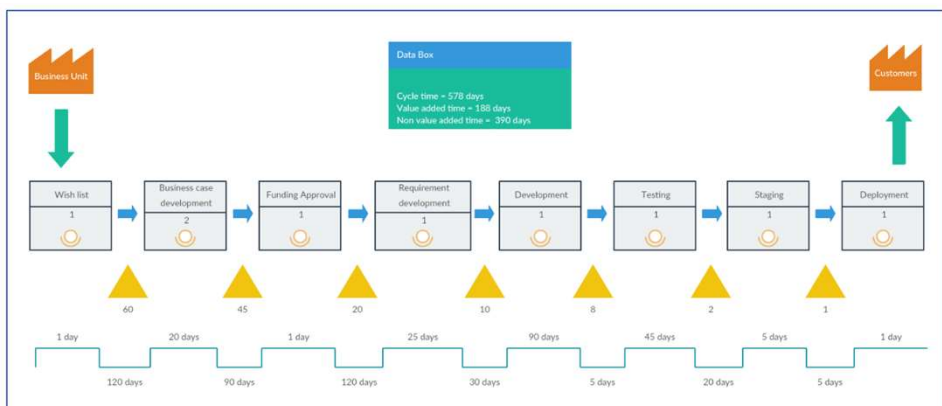 Business Unit
Data Box
Cycle time = 578 days
Value added time = 188 days
Non value added time = 390 days
Customers
Wish list
1
Business case
development
2
Funding Approval
1
Requirement
development
1
Development
1
Testing
1
Staging
1
Deployment
1
60
45
20
10
8
2
1
1 day
20 days
1 day
25 days
90 days
45 days
5 days
1 day
120 days
90 days
120 days
30 days
5 days
20 days
5 days